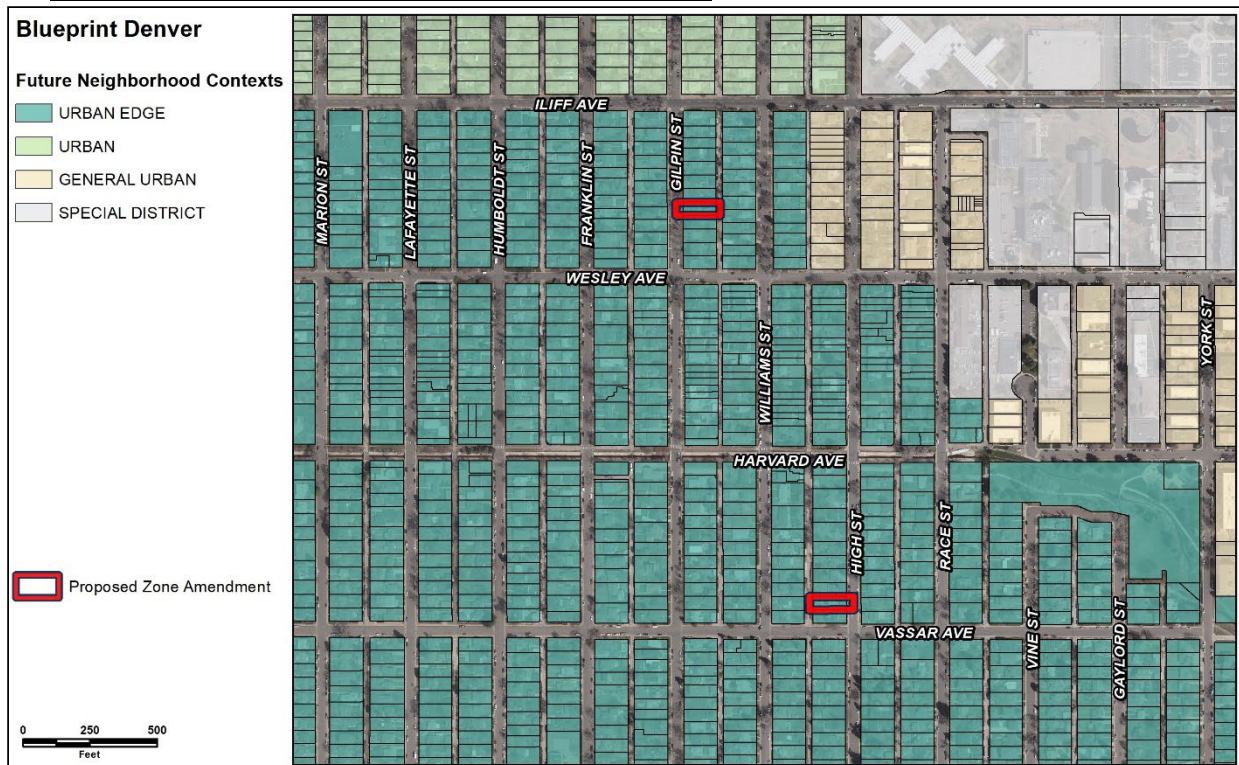 Blueprint Denver
Future Neighborhood Contexts
URBAN EDGE
URBAN
GENERAL URBAN
SPECIAL DISTRICT
Proposed Zone Amendment
0 250 500
Feet
ILIFF AVE
MARION ST
LAFAYETTE ST
HUMBOLDT ST
FRANKLIN ST
GILPIN ST
WESLEY AVE
WILLIAMS ST
YORK ST
HARVARD AVE
HIGH ST
RACE ST
VASSAR AVE
VINE ST
GAYLORD ST